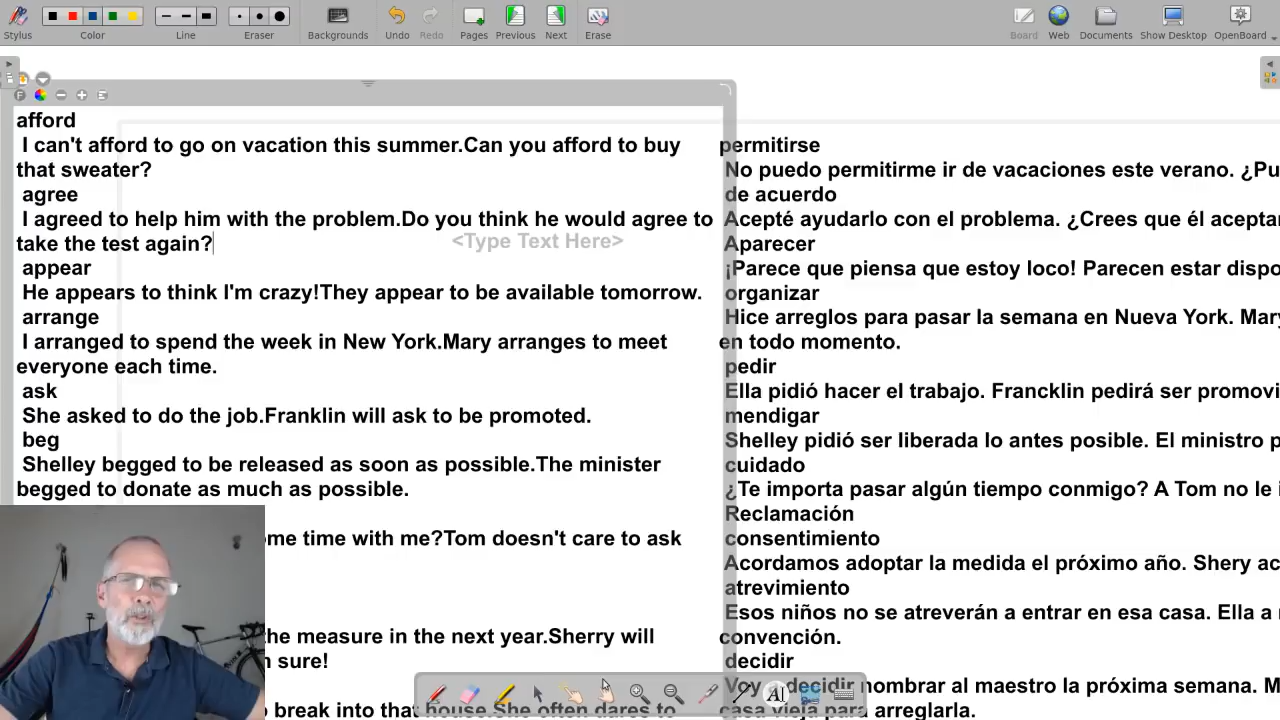 Stylus
Color
Line
Eraser
Backgrounds
Undo
Redo
Pages
Previous
Next
Erase
Board
Web
Documents
Show Desktop
OpenBoard
afford
I can't afford to go on vacation this summer.Can you afford to buy
that sweater?
agree
I agreed to help him with the problem.Do you think he would agree to
take the test again?
<Type Text Here>
appear
He appears to think I'm crazy!They appear to be available tomorrow.
arrange
I arranged to spend the week in New York.Mary arranges to meet
everyone each time.
ask
She asked to do the job.Franklin will ask to be promoted.
beg
Shelley begged to be released as soon as possible.The minister
begged to donate as much as possible.
me time with me?Tom doesn't care to ask
he measure in the next year.Sherry will
sure!
break into that house.She often dares to
permitirse
No puedo permitirme ir de vacaciones este verano. ¿Pu
de acuerdo
Acepté ayudarlo con el problema. ¿Crees que él aceptar
Aparecer
¡Parece que piensa que estoy loco! Parecen estar dispo
organizar
Hice arreglos para pasar la semana en Nueva York. Mary
en todo momento.
pedir
Ella pidió hacer el trabajo. Francklin pedirá ser promovi
mendigar
Shelley pidió ser liberada lo antes posible. El ministro p
cuidado
¿Te importa pasar algún tiempo conmigo? A Tom no le i
Reclamación
consentimiento
Acordamos adoptar la medida el próximo año. Shery ac
atrevimiento
Esos niños no se atreverán a entrar en esa casa. Ella a
convención.
decidir
Voy a decidir nombrar al maestro la próxima semana. M
casa vieja para arreglarla.